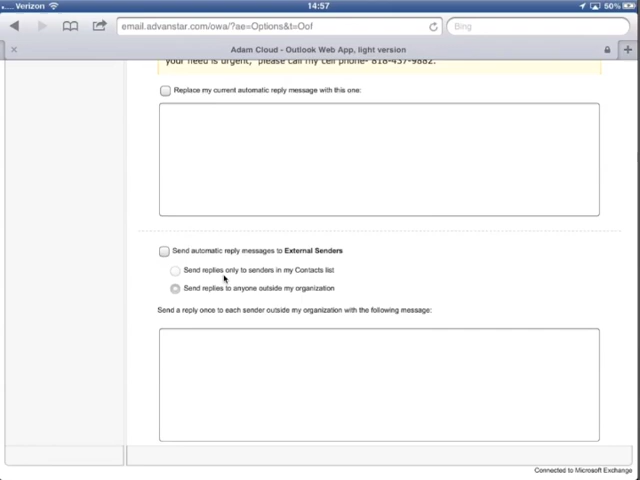 Verizon 14:57 50%
email.advanstar.com/owa/?ae=Options&t=Oof Bing
Adam Cloud - Outlook Web App, light version
your need is urgent, please call my cell phone- 818-437-9882.
Replace my current automatic reply message with this one:
Send automatic reply messages to External Senders
Send replies only to senders in my Contacts list
Send replies to anyone outside my organization
Send a reply once to each sender outside my organization with the following message:
Connected to Microsoft Exchange